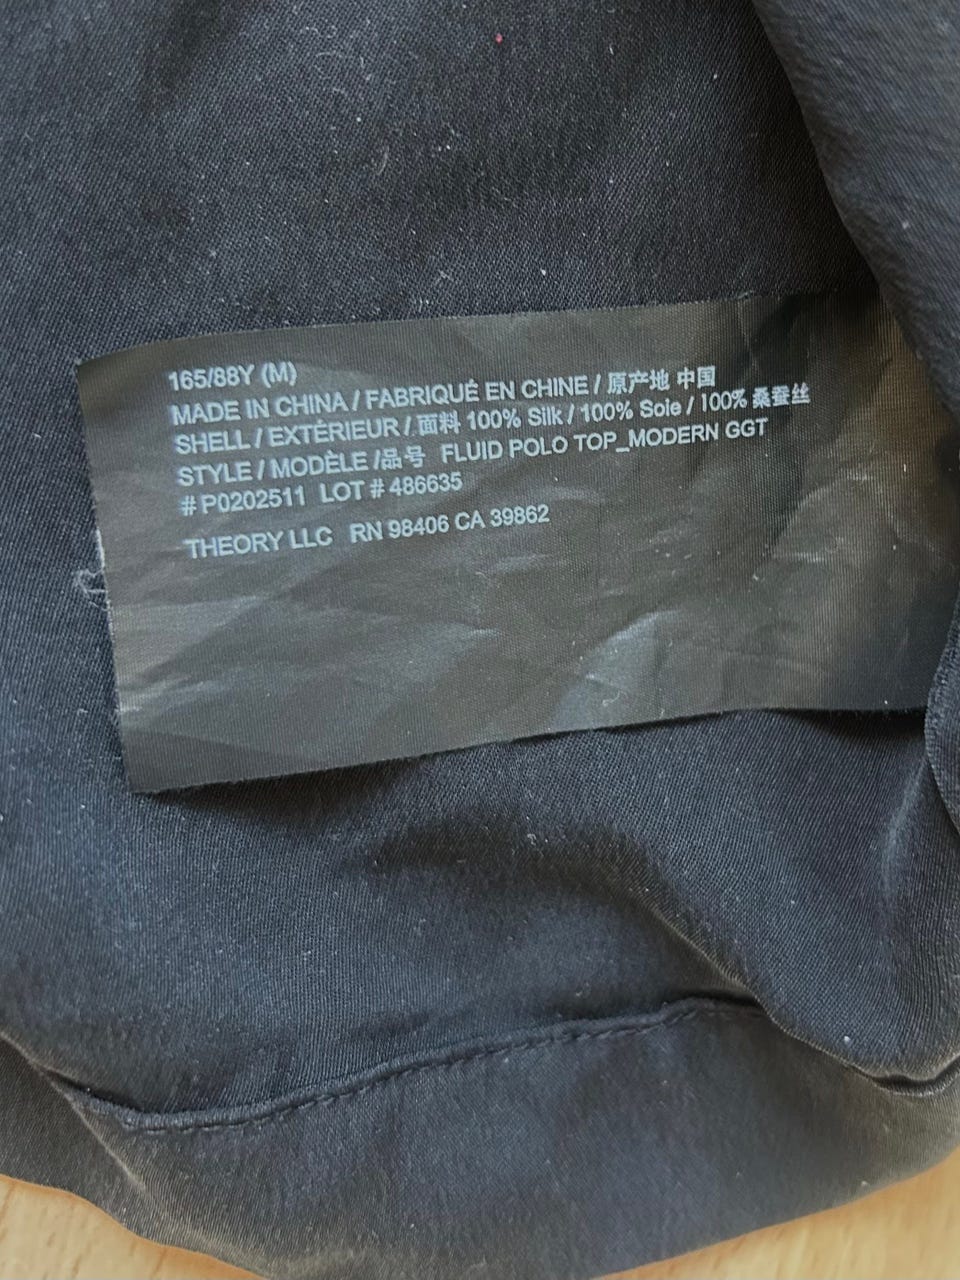 165/88Y (M)
MADE IN CHINA / FABRIQUÉ EN CHINE / 原产地 中国
SHELL / EXTÈRIEUR / 面料 100% Silk / 100% Soie / 100% 桑蚕丝
STYLE / MODÈLE /品号 FLUID POLO TOP_MODERN GGT
# P0202511 LOT # 486635
THEORY LLC RN 98406 CA 39862